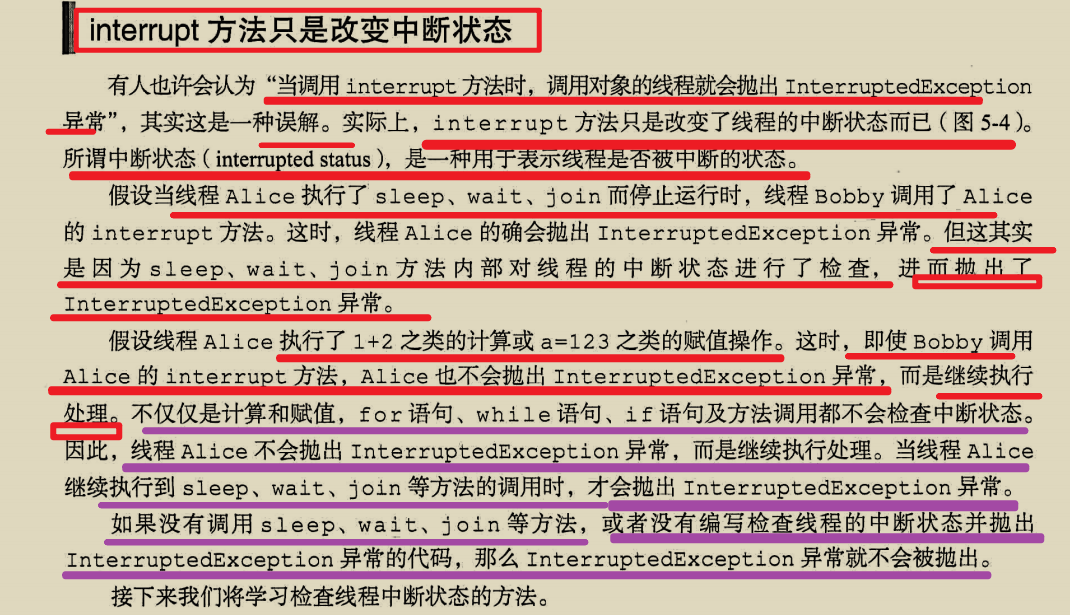 interrupt 方法只是改变中断状态
有人也许会认为“当调用 interrupt 方法时，调用对象的线程就会抛出 InterruptedException
异常”，其实这是一种误解。实际上，interrupt 方法只是改变了线程的中断状态而已（图 5-4）。
所谓中断状态（interrupted status），是一种用于表示线程是否被中断的状态。
假设当线程 Alice 执行了 sleep、wait、join 而停止运行时，线程 Bobby 调用了 Alice
的 interrupt 方法。这时，线程 Alice 的确会抛出 InterruptedException 异常。但这其实
是因为 sleep、wait、join 方法内部对线程的中断状态进行了检查，进而抛出了
InterruptedException 异常。
假设线程 Alice 执行了 1+2 之类的计算或 a=123 之类的赋值操作。这时，即使 Bobby 调用
Alice 的 interrupt 方法，Alice 也不会抛出 InterruptedException 异常，而是继续执行
处理。不仅仅是计算和赋值，for 语句、while 语句、if 语句及方法调用都不会检查中断状态。
因此，线程 Alice 不会抛出 InterruptedException 异常，而是继续执行处理。当线程 Alice
继续执行到 sleep、wait、join 等方法的调用时，才会抛出 InterruptedException 异常。
如果没有调用 sleep、wait、join 等方法，或者没有编写检查线程的中断状态并抛出
InterruptedException 异常的代码，那么 InterruptedException 异常就不会被抛出。
接下来我们将学习检查线程中断状态的方法。